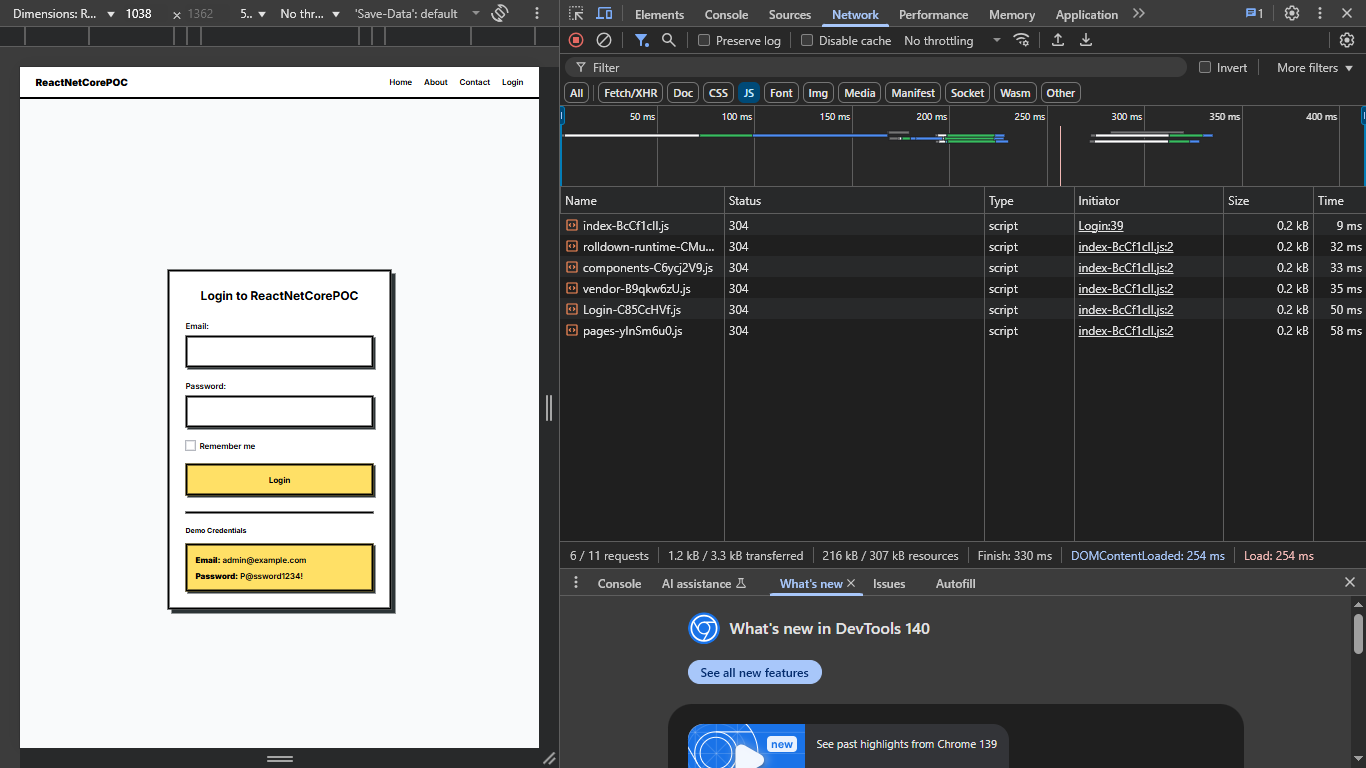 Dimensions: R... ▼ 1038 × 1362 5... ▼ No thr... ▼ 'Save-Data': default ▼
ReactNetCorePOC
Home About Contact Login
Login to ReactNetCorePOC
Email:
Password:
Remember me
Login
Demo Credentials
Email: admin@example.com
Password: P@ssword1234!
Elements Console Sources Network Performance Memory Application 1
Preserve log Disable cache No throttling
Filter Invert More filters
All Fetch/XHR Doc CSS JS Font Img Media Manifest Socket Wasm Other
50 ms 100 ms 150 ms 200 ms 250 ms 300 ms 350 ms 400 ms
Name Status Type Initiator Size Time
index-BcCf1cIl.js 304 script Login:39 0.2 kB 9 ms
rolldown-runtime-CMu... 304 script index-BcCf1cIl.js:2 0.2 kB 32 ms
components-C6ycj2V9.js 304 script index-BcCf1cIl.js:2 0.2 kB 33 ms
vendor-B9qkw6zU.js 304 script index-BcCf1cIl.js:2 0.2 kB 35 ms
Login-C85CcHVf.js 304 script index-BcCf1cIl.js:2 0.2 kB 50 ms
pages-yInSm6u0.js 304 script index-BcCf1cIl.js:2 0.2 kB 58 ms
6 / 11 requests 1.2 kB / 3.3 kB transferred 216 kB / 307 kB resources Finish: 330 ms DOMContentLoaded: 254 ms Load: 254 ms
Console AI assistance What's new Issues Autofill
What's new in DevTools 140
See all new features
new
See past highlights from Chrome 139